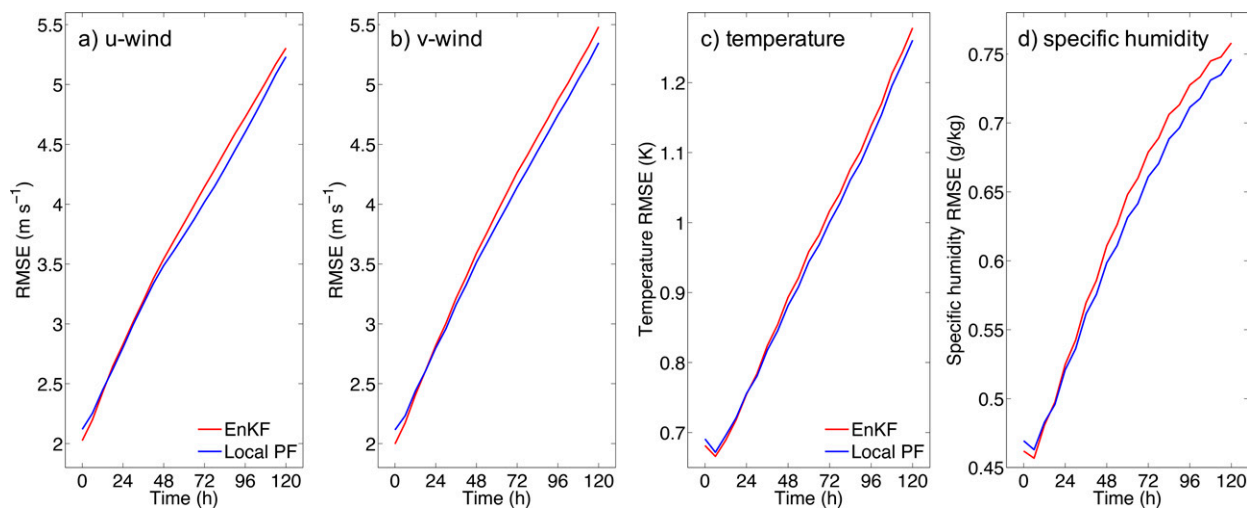 a) u-wind
RMSE (m s⁻¹)
5.5
5
4.5
4
3.5
3
2.5
2
EnKF
Local PF
0 24 48 72 96 120
Time (h)
b) v-wind
RMSE (m s⁻¹)
5.5
5
4.5
4
3.5
3
2.5
2
0 24 48 72 96 120
Time (h)
c) temperature
Temperature RMSE (K)
1.2
1.1
1
0.9
0.8
0.7
EnKF
Local PF
0 24 48 72 96 120
Time (h)
d) specific humidity
Specific humidity RMSE (g/kg)
0.75
0.7
0.65
0.6
0.55
0.5
0.45
0 24 48 72 96 120
Time (h)